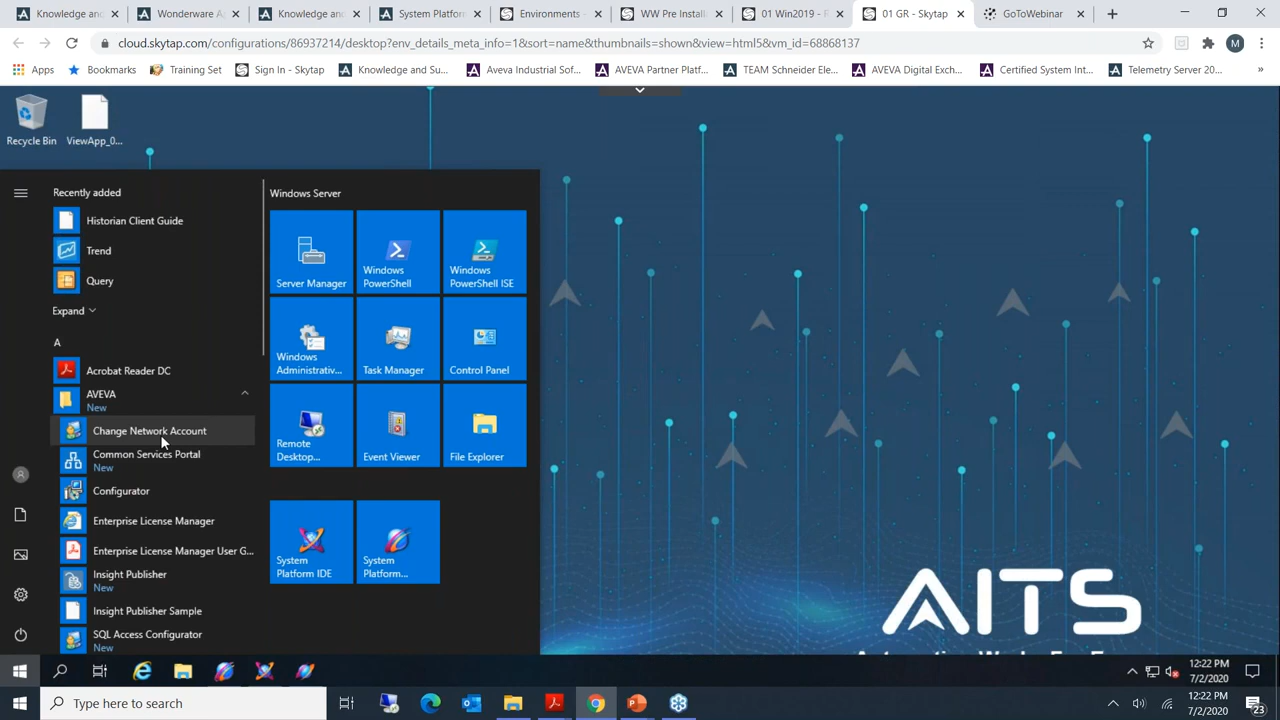 Knowledge and
Wonderware Ap
Knowledge and
System Platform
Environments -
WW Pre Install
01 Win2019 – R
01 GR - Skytap
GoToWebinar
cloud.skytap.com/configurations/86937214/desktop?env_details_meta_info=1&sort=name&thumbnails=shown&view=html5&vm_id=68868137
M
Apps
Bookmarks
Training Set
Sign In - Skytap
Knowledge and Su...
Aveva Industrial Sof...
AVEVA Partner Platf...
TEAM Schneider Ele...
AVEVA Digital Exch...
Certified System Int...
Telemetry Server 20...
»
Recycle Bin
ViewApp_0...
Recently added
Historian Client Guide
Trend
Query
Expand
A
Acrobat Reader DC
AVEVA
New
Change Network Account
Common Services Portal
New
Configurator
Enterprise License Manager
Enterprise License Manager User G...
Insight Publisher
New
Insight Publisher Sample
SQL Access Configurator
New
Windows Server
Server Manager
Windows
PowerShell
Windows
PowerShell ISE
Windows
Administrativ...
Task Manager
Control Panel
Remote
Desktop...
Event Viewer
File Explorer
System
Platform IDE
System
Platform...
AITS
12:22 PM
7/2/2020
Type here to search
12:22 PM
7/2/2020
23